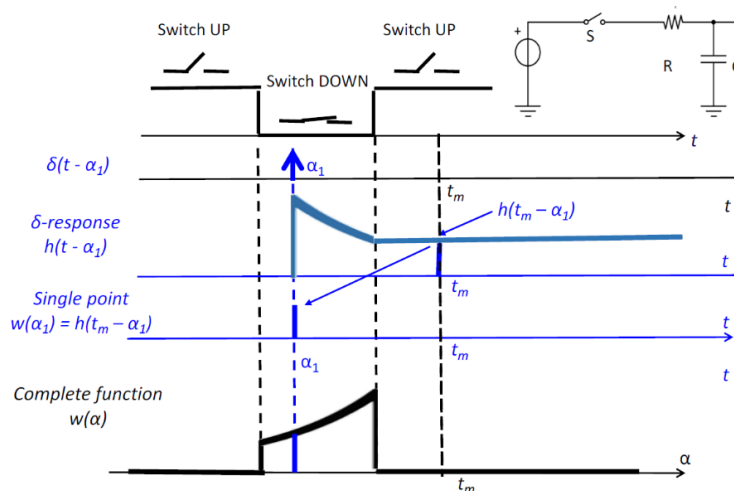 Switch UP
Switch UP
+
S
R
Switch DOWN
t
δ(t - α₁)
α₁
tₘ
t
δ-response
h(t - α₁)
h(tₘ – α₁)
tₘ
t
Single point
w(α₁) = h(tₘ – α₁)
tₘ
t
α₁
t
Complete function
w(α)
tₘ
α